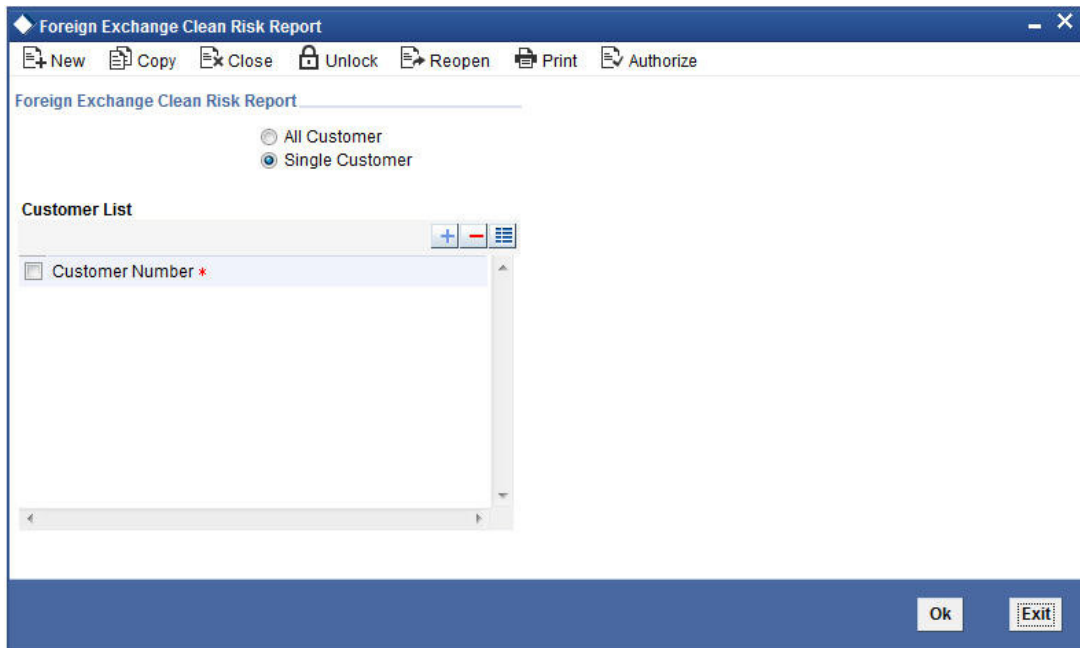 Foreign Exchange Clean Risk Report
New Copy Close Unlock Reopen Print Authorize
Foreign Exchange Clean Risk Report
All Customer
Single Customer
Customer List
Customer Number *
Ok Exit